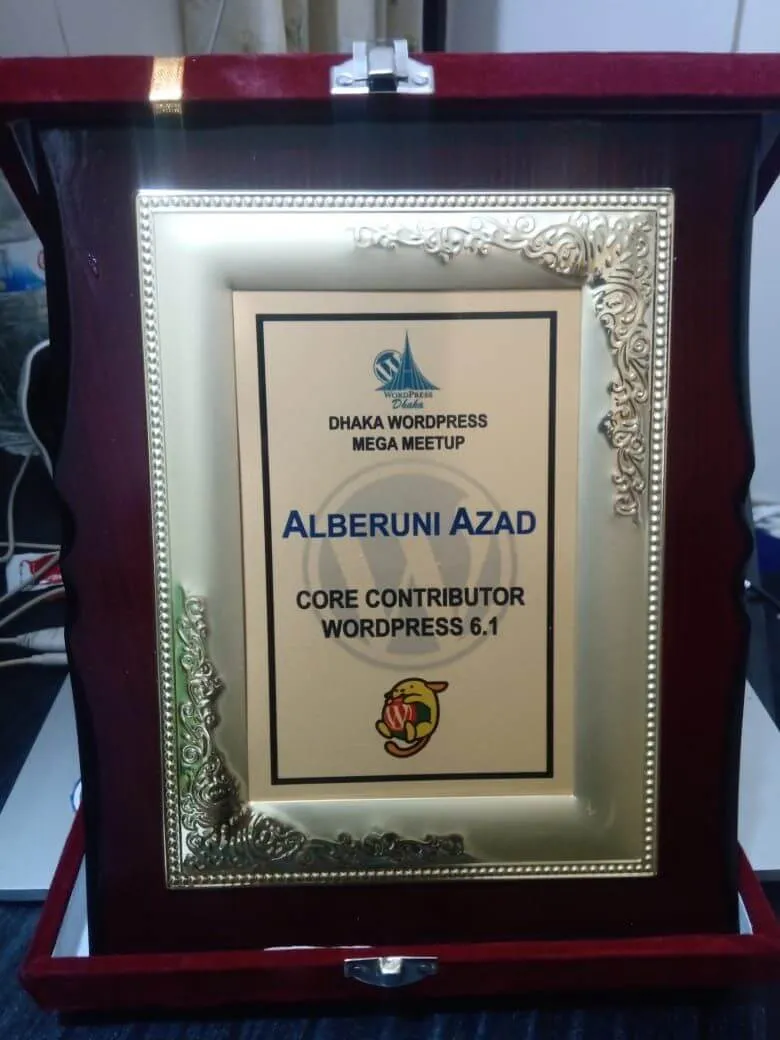 W
WORDPRESS
Dhaka
DHAKA WORDPRESS
MEGA MEETUP
ALBERUNI AZAD
CORE CONTRIBUTOR
WORDPRESS 6.1
W